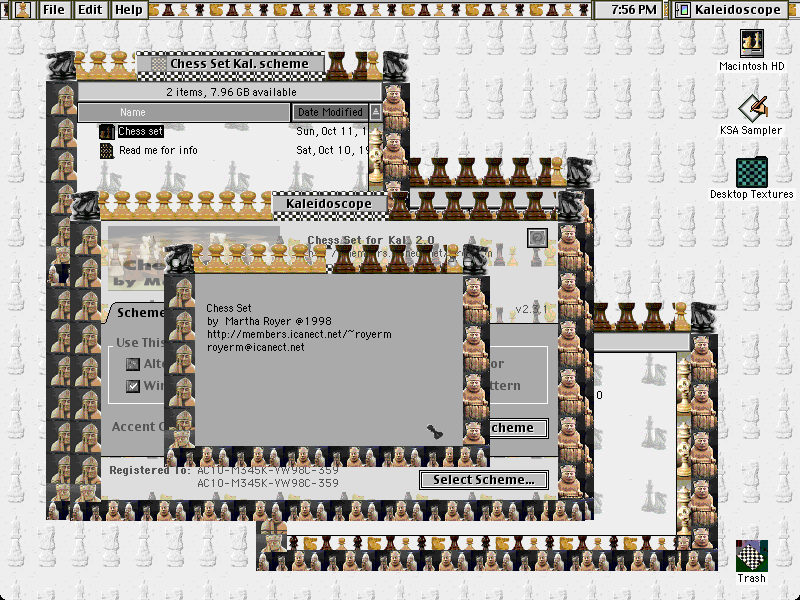 File Edit Help
7:56 PM Kaleidoscope
Chess Set Kal. scheme
2 items, 7.96 GB available
Name Date Modified
Chess set Sun, Oct 11, 1
Read me for info Sat, Oct 10, 19
Macintosh HD
KSA Sampler
Desktop Textures
Kaleidoscope
Chess Set for Kal. 2.0
Che
by M
Chess Set
by Martha Royer @1998
http://members.icanect.net/~royerm
royerm@icanect.net
Scheme
v2.
Use This
Alte or
Win ttern
Accent C cheme
0
Registered To: AC10-M345K-YW98C-359
AC10-M345K-YW98C-359
Select Scheme...
Trash